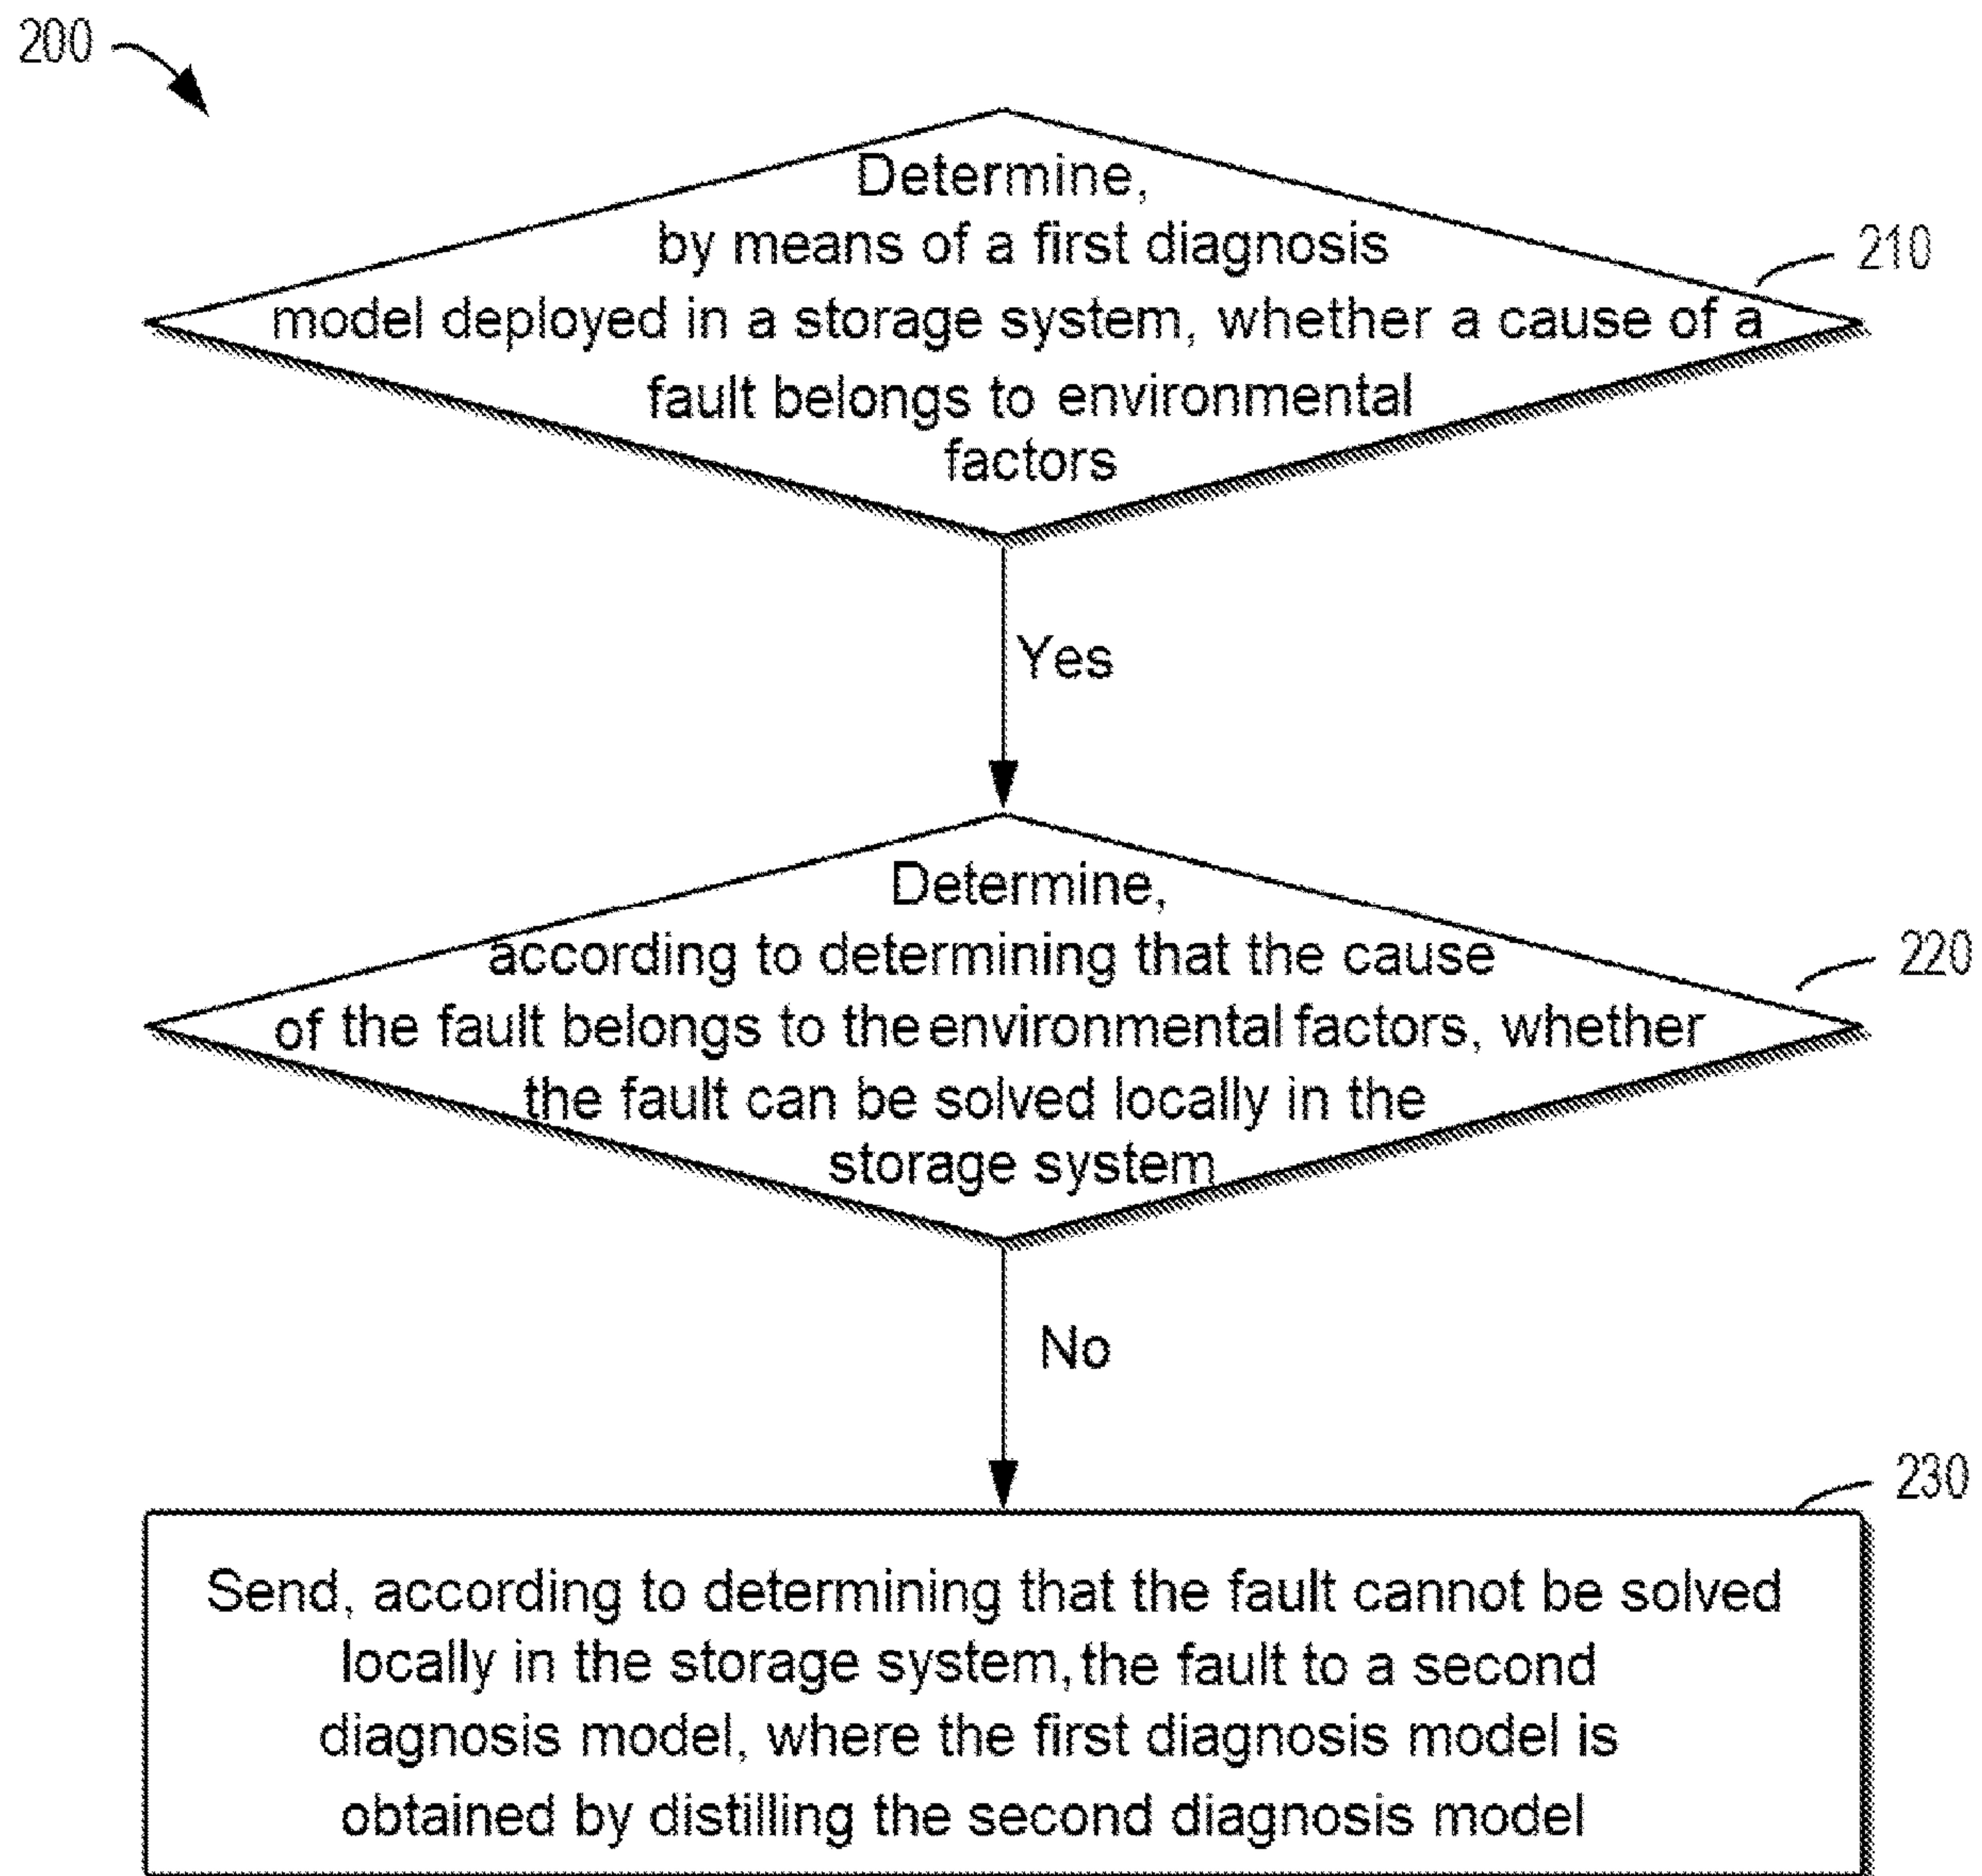 200
Determine,
by means of a first diagnosis
210
model deployed in a storage system, whether a cause of a
fault belongs to environmental
factors
Yes
Determine,
according to determining that the cause
220
of the fault belongs to the environmental factors, whether
the fault can be solved locally in the
storage system
No
230
Send, according to determining that the fault cannot be solved
locally in the storage system, the fault to a second
diagnosis model, where the first diagnosis model is
obtained by distilling the second diagnosis model